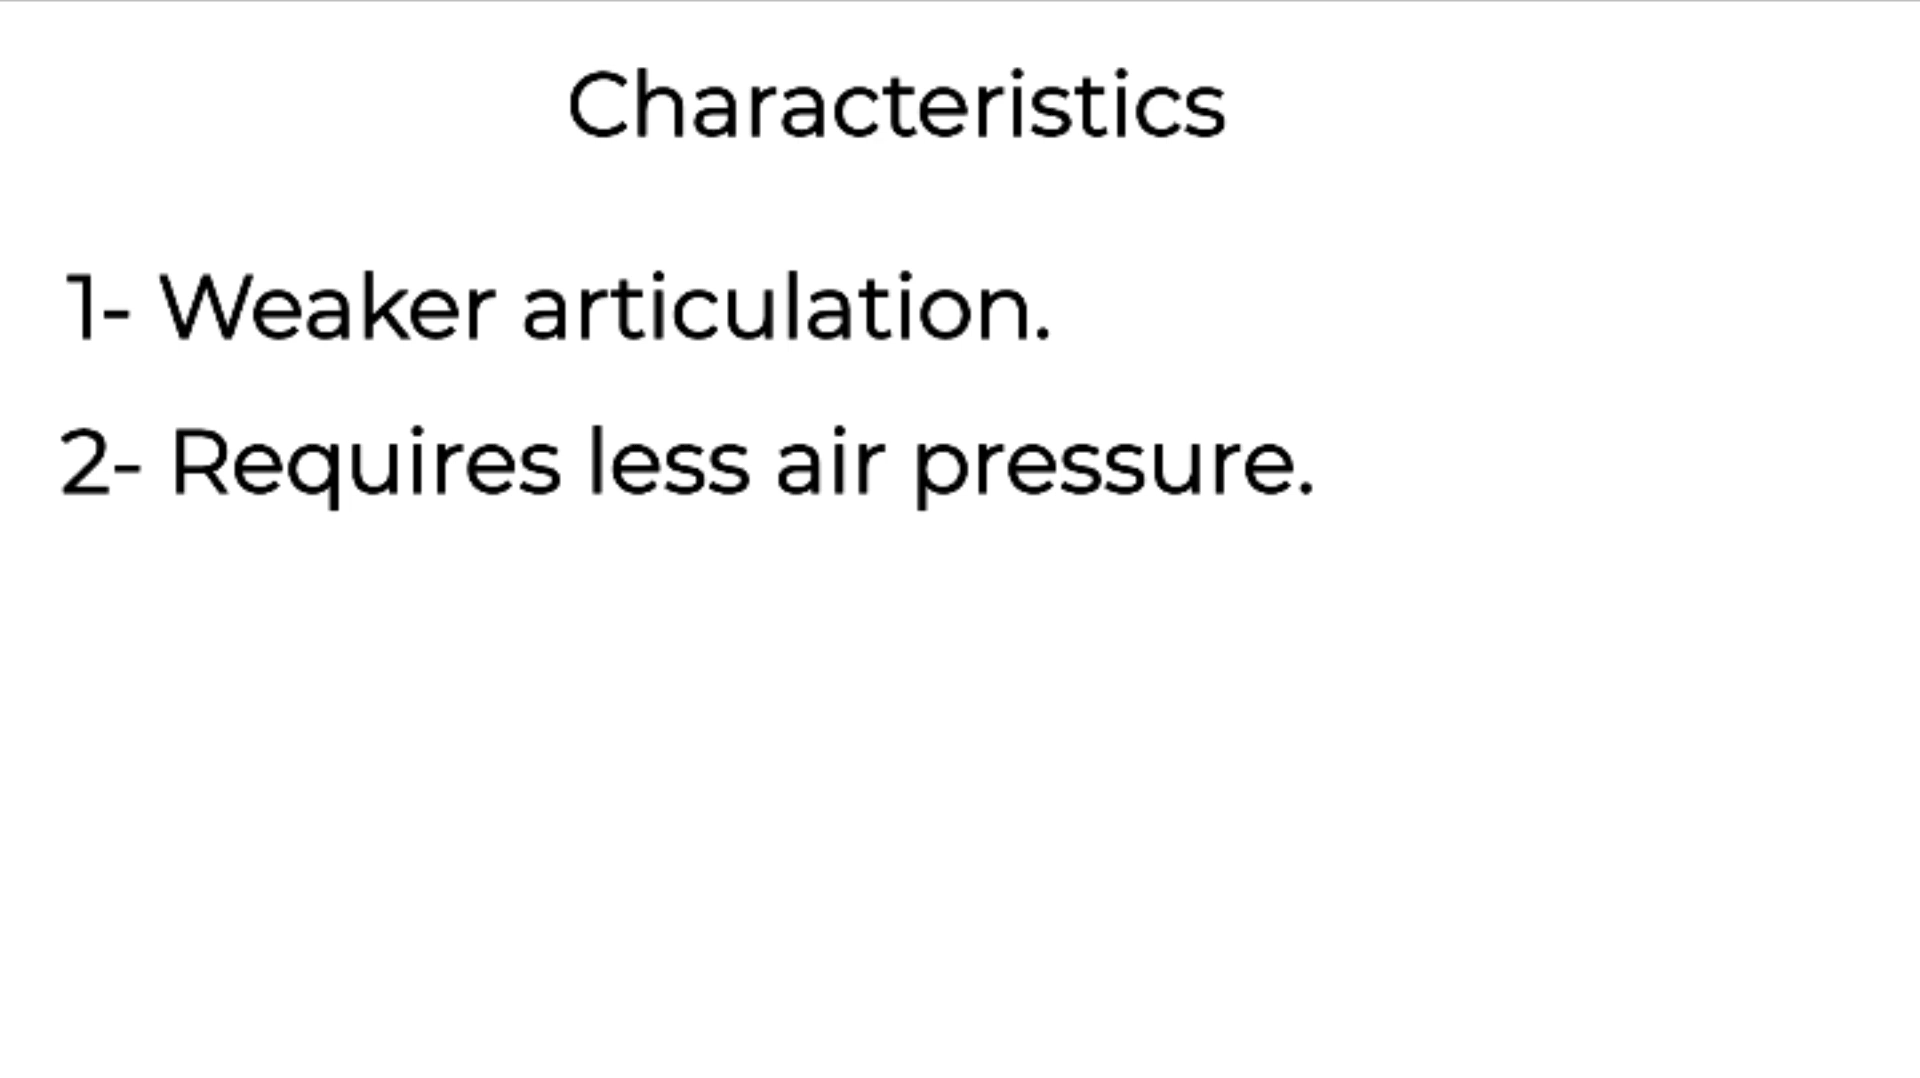 Characteristics
1- Weaker articulation.
2- Requires less air pressure.